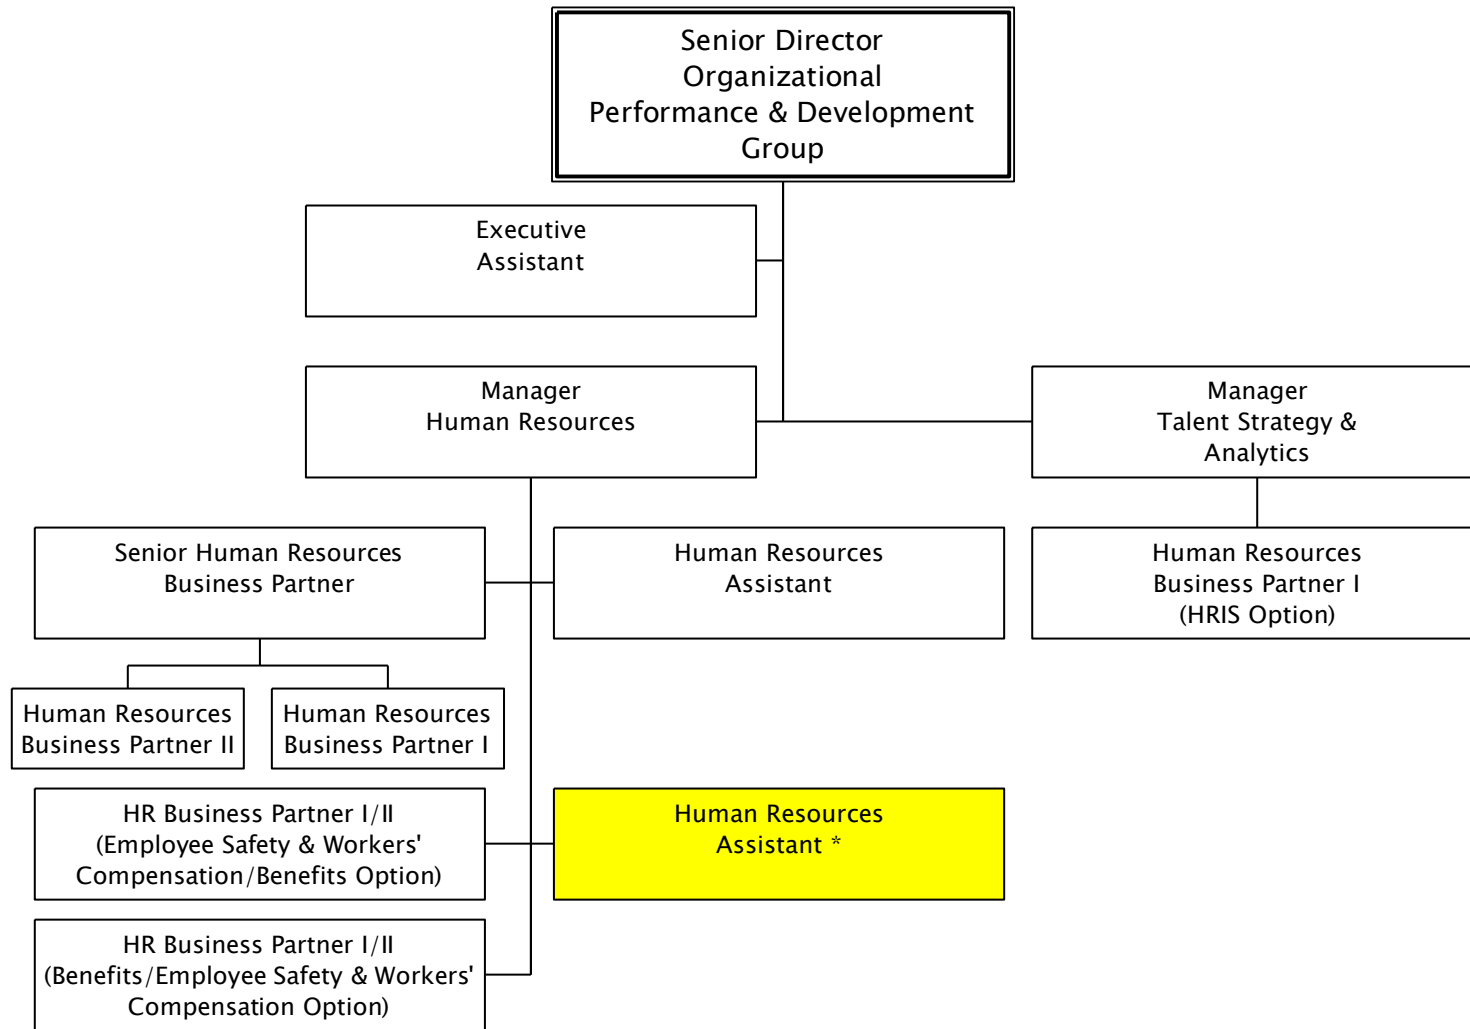 Senior Director
Organizational
Performance & Development
Group
Executive
Assistant
Manager
Human Resources
Manager
Talent Strategy &
Analytics
Senior Human Resources
Business Partner
Human Resources
Assistant
Human Resources
Business Partner I
(HRIS Option)
Human Resources
Business Partner II
Human Resources
Business Partner I
HR Business Partner I/II
(Employee Safety & Workers'
Compensation/Benefits Option)
Human Resources
Assistant *
HR Business Partner I/II
(Benefits/Employee Safety & Workers'
Compensation Option)